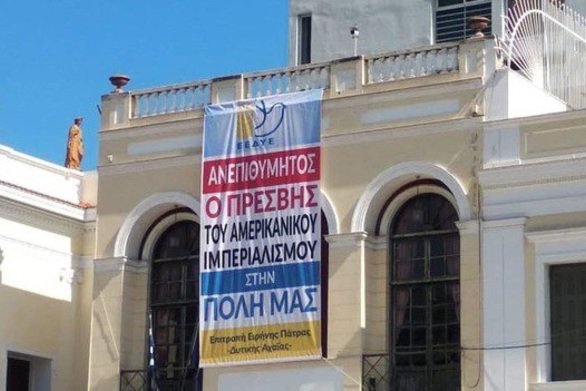 ΕΕΔΥΕ
ΑΝΕΠΙΘΥΜΗΤΟΣ
Ο ΠΡΕΣΒΗΣ
ΤΟΥ ΑΜΕΡΙΚΑΝΙΚΟΥ
ΙΜΠΕΡΙΑΛΙΣΜΟΥ
ΣΤΗΝ
ΠΟΛΗ ΜΑΣ
Επιτροπή Ειρήνης Πάτρας
-Δυτικής Αχαΐας-